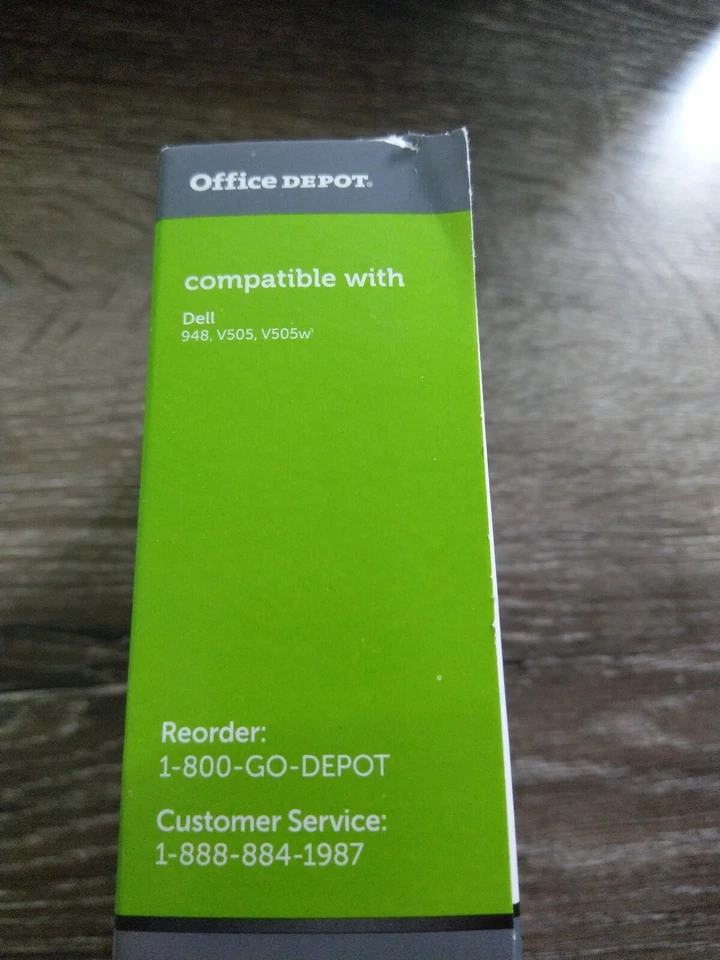 Office DEPOT®
compatible with
Dell
948, V505, V505w
Reorder:
1-800-GO-DEPOT
Customer Service:
1-888-884-1987